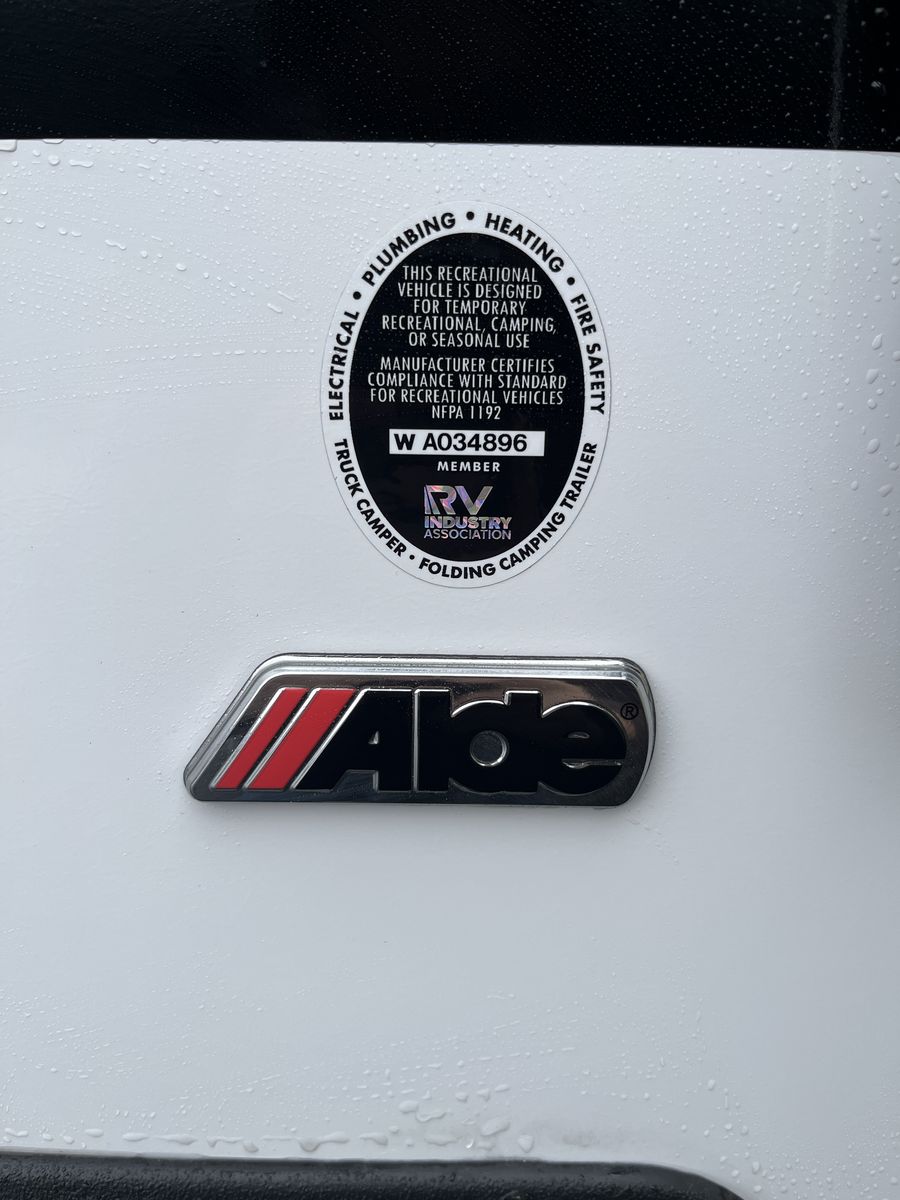 ELECTRICAL • PLUMBING • HEATING • FIRE SAFETY
THIS RECREATIONAL
VEHICLE IS DESIGNED
FOR TEMPORARY
RECREATIONAL, CAMPING,
OR SEASONAL USE
MANUFACTURER CERTIFIES
COMPLIANCE WITH STANDARD
FOR RECREATIONAL VEHICLES
NFPA 1192
W A034896
MEMBER
RV
INDUSTRY
ASSOCIATION
TRUCK CAMPER • FOLDING CAMPING TRAILER
Alde ®